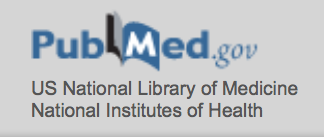 PubMed.gov
US National Library of Medicine
National Institutes of Health